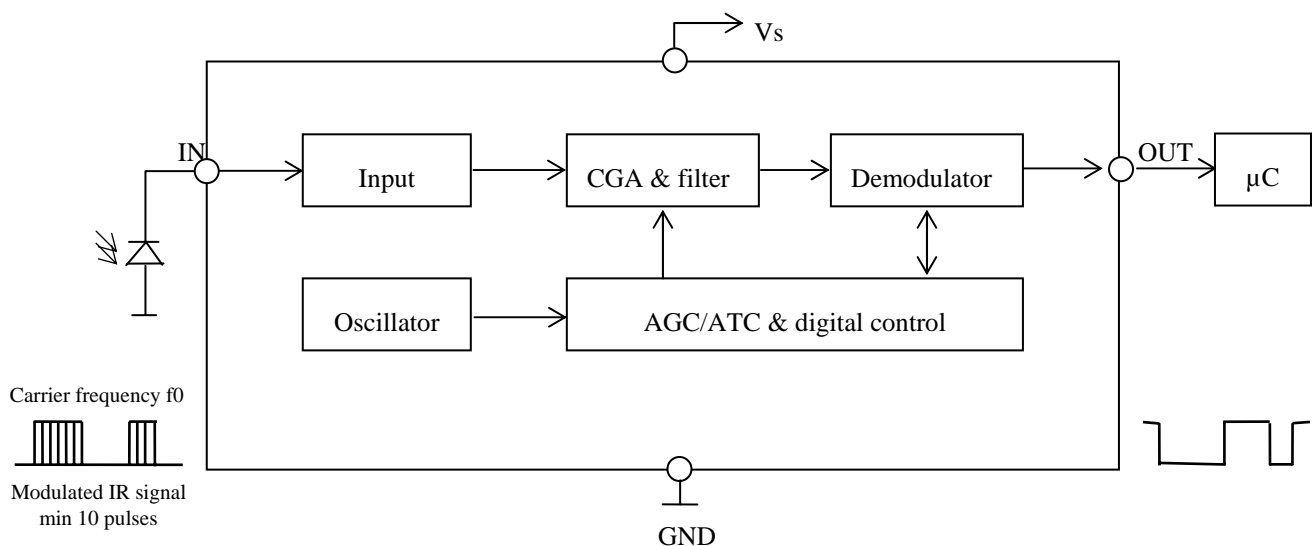 Vs
IN
OUT
Input
CGA & filter
Demodulator
µC
Oscillator
AGC/ATC & digital control
Carrier frequency f0
Modulated IR signal
min 10 pulses
GND